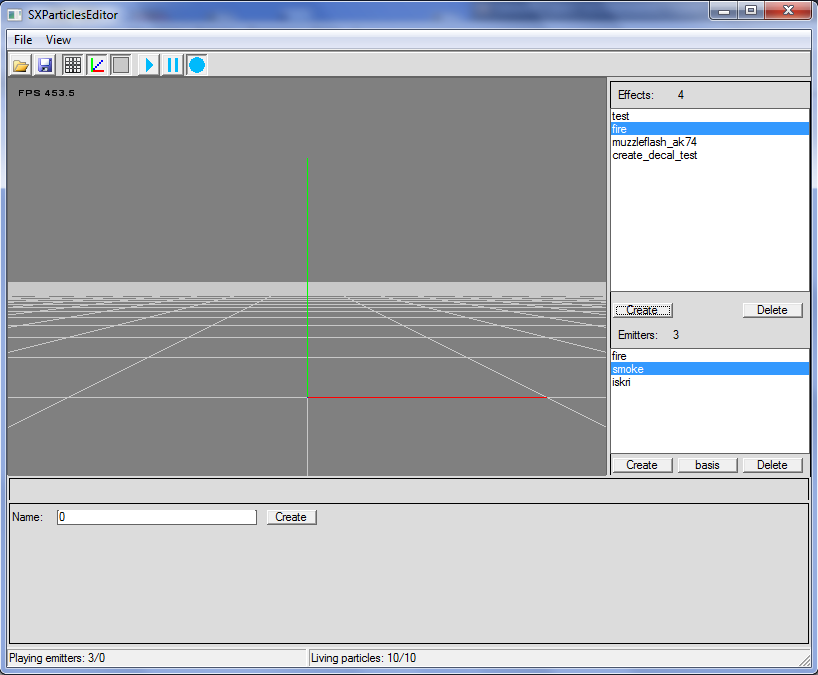 SXParticlesEditor
File View
FPS 453.5
Effects: 4
test
fire
muzzleflash_ak74
create_decal_test
Create Delete
Emitters: 3
fire
smoke
iskri
Create basis Delete
Name: 0 Create
Playing emitters: 3/0 Living particles: 10/10